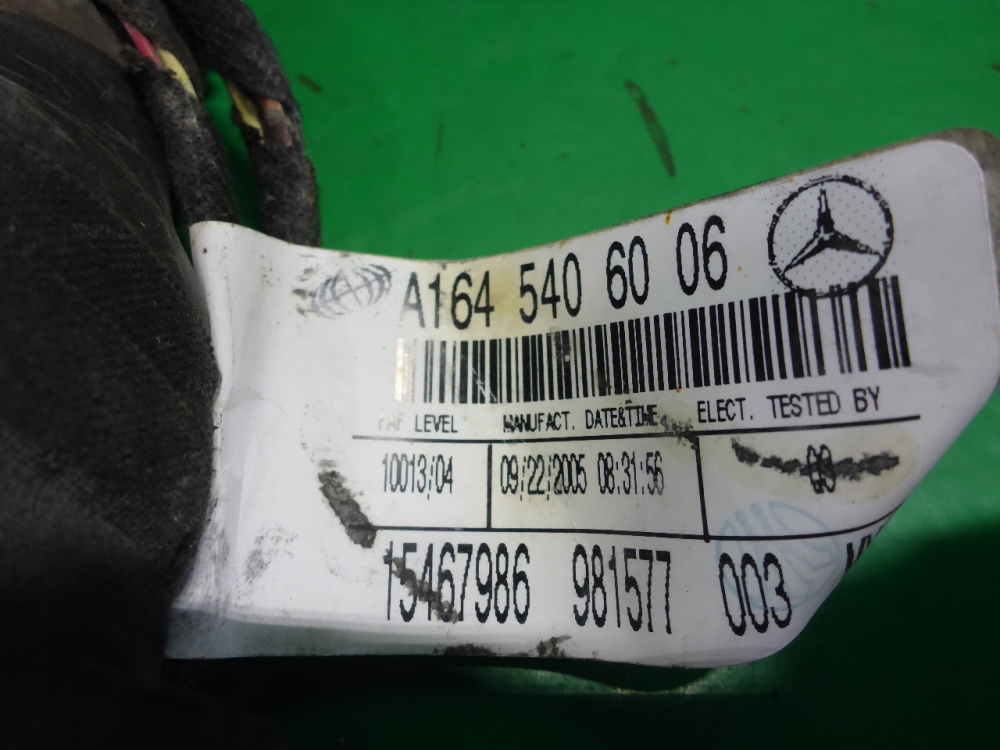 A164 540 60 06
LEVEL MANUFACT. DATE&TIME ELECT. TESTED BY
10013/04 09/22/2005 08:31:56 03
15467986 981577 003